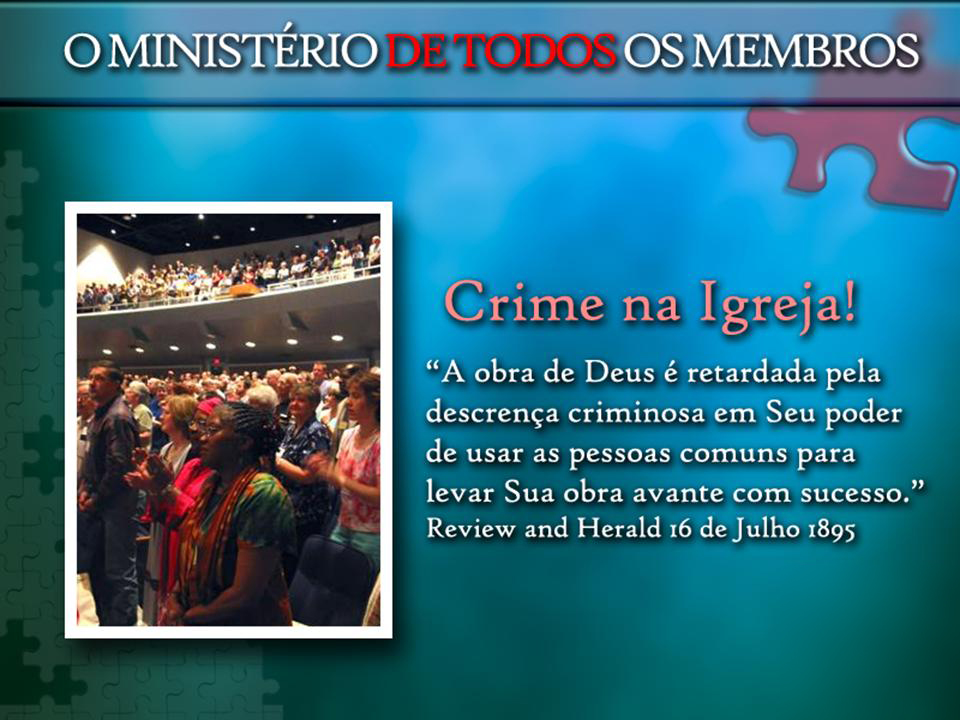 O MINISTÉRIO DE TODOS OS MEMBROS
Crime na Igreja!
“A obra de Deus é retardada pela
descrença criminosa em Seu poder
de usar as pessoas comuns para
levar Sua obra avante com sucesso.”
Review and Herald 16 de Julho 1895